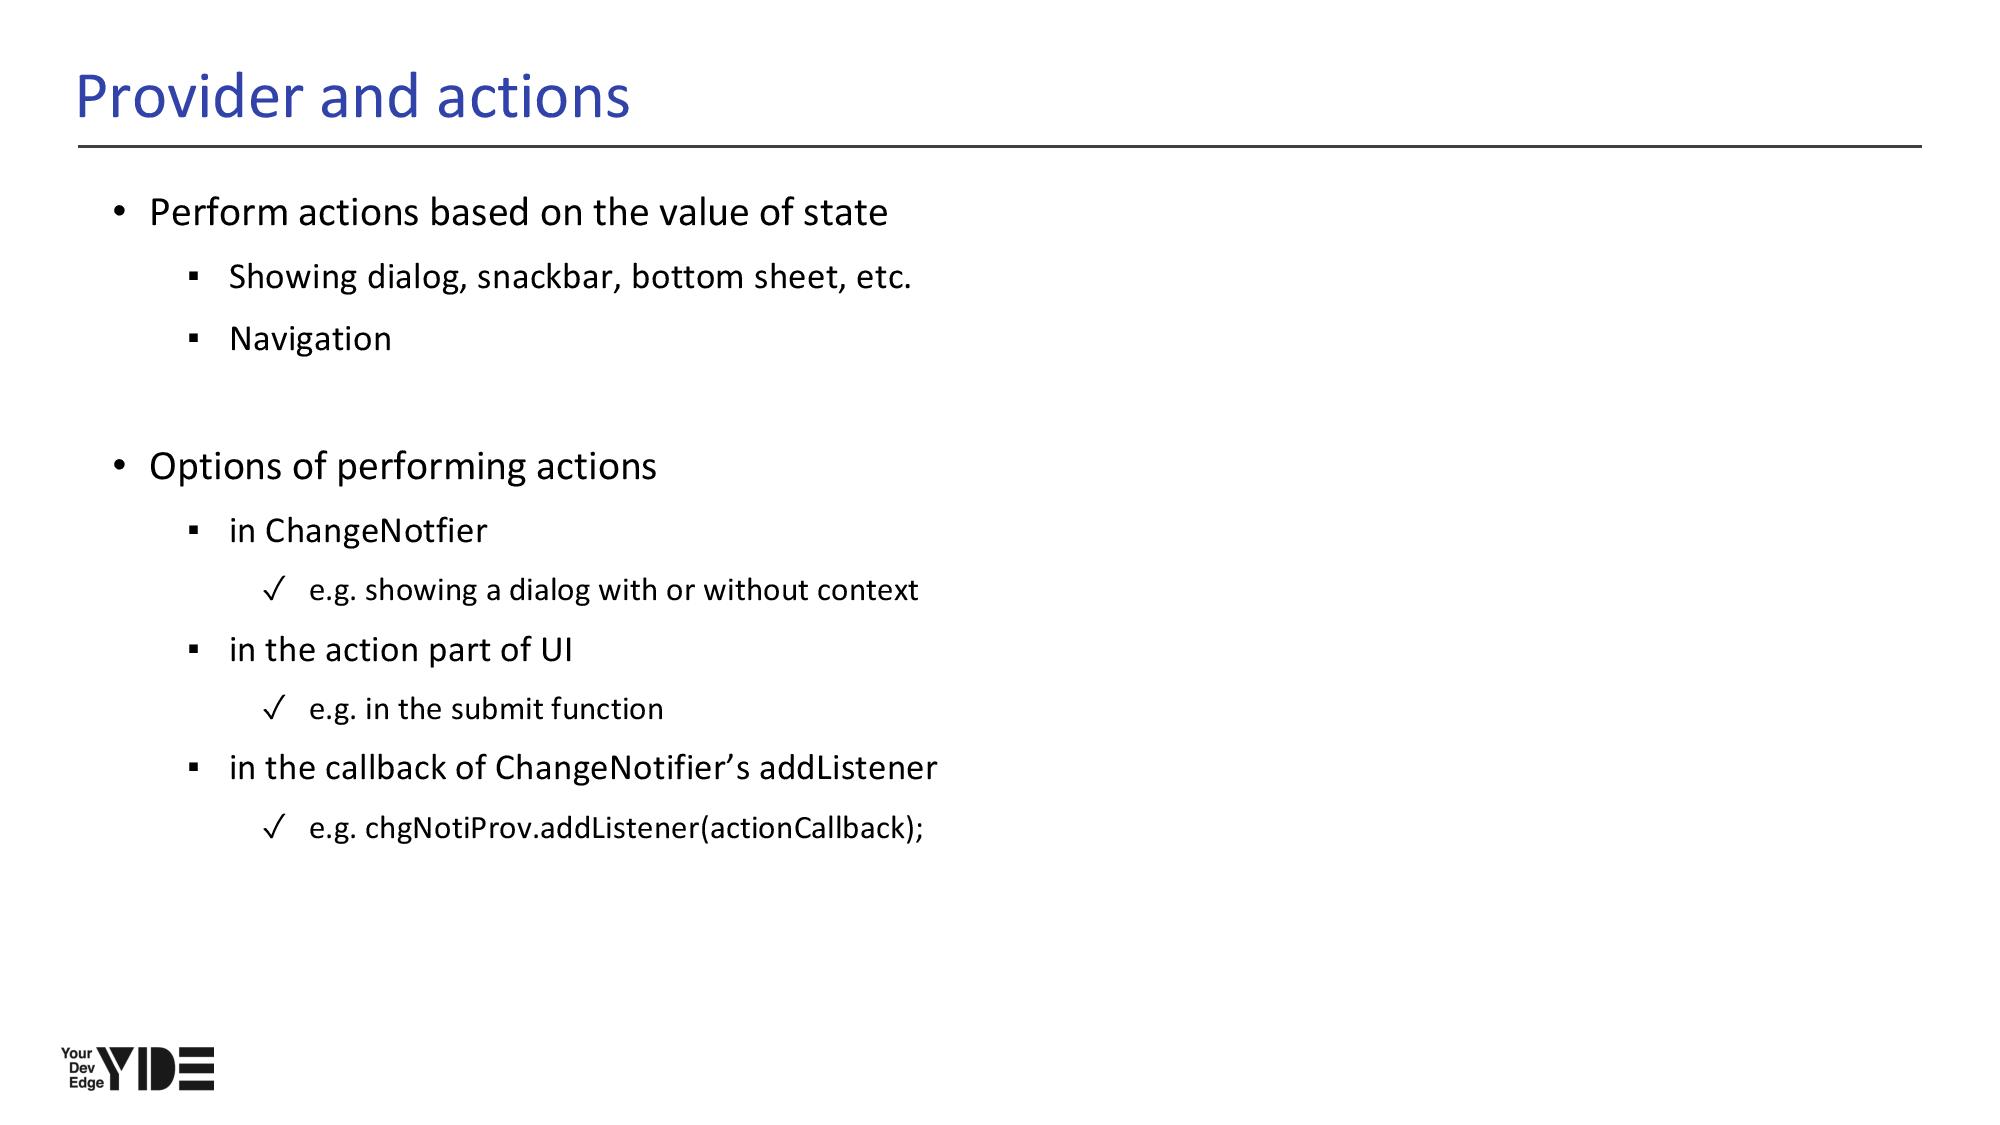 Provider and actions
• Perform actions based on the value of state
▪ Showing dialog, snackbar, bottom sheet, etc.
▪ Navigation
• Options of performing actions
▪ in ChangeNotfier
✓ e.g. showing a dialog with or without context
▪ in the action part of UI
✓ e.g. in the submit function
▪ in the callback of ChangeNotifier’s addListener
✓ e.g. chgNotiProv.addListener(actionCallback);
Your
Dev
Edge
YDE